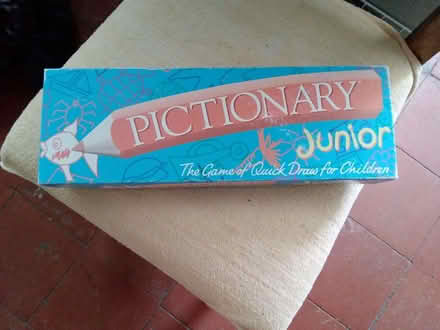 PICTIONARY
Junior
The Game of Quick Draw for Children